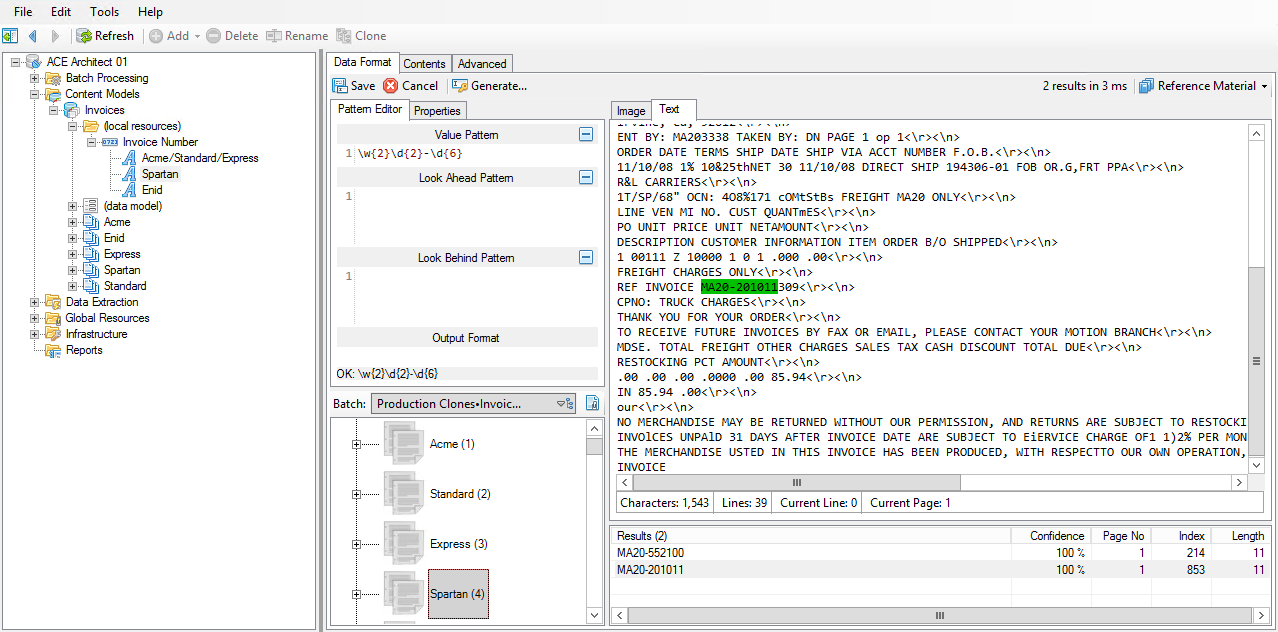 File Edit Tools Help
Refresh Add Delete Rename Clone
ACE Architect 01
Batch Processing
Content Models
Invoices
(local resources)
Invoice Number
Acme/Standard/Express
Spartan
Enid
(data model)
Acme
Enid
Express
Spartan
Standard
Data Extraction
Global Resources
Infrastructure
Reports
Data Format Contents Advanced
Save Cancel Generate...
2 results in 3 ms Reference Material
Pattern Editor Properties
Value Pattern
1 \w{2}\d{2}-\d{6}
Look Ahead Pattern
1
Look Behind Pattern
1
Output Format
OK: \w{2}\d{2}-\d{6}
Batch: Production Clones•Invoic...
Acme (1)
Standard (2)
Express (3)
Spartan (4)
Image Text
ENT BY: MA203338 TAKEN BY: DN PAGE 1 op 1<\r><\n>
ORDER DATE TERMS SHIP DATE SHIP VIA ACCT NUMBER F.O.B.<\r><\n>
11/10/08 1% 10&25thNET 30 11/10/08 DIRECT SHIP 194306-01 FOB OR.G,FRT PPA<\r><\n>
R&L CARRIERS<\r><\n>
1T/SP/68" OCN: 4O8%171 cOMtStBs FREIGHT MA20 ONLY<\r><\n>
LINE VEN MI NO. CUST QUANTmES<\r><\n>
PO UNIT PRICE UNIT NETAMOUNT<\r><\n>
DESCRIPTION CUSTOMER INFORMATION ITEM ORDER B/O SHIPPED<\r><\n>
1 00111 Z 10000 1 0 1 .000 .00<\r><\n>
FREIGHT CHARGES ONLY<\r><\n>
REF INVOICE MA20-201011309<\r><\n>
CPNO: TRUCK CHARGES<\r><\n>
THANK YOU FOR YOUR ORDER<\r><\n>
TO RECEIVE FUTURE INVOICES BY FAX OR EMAIL, PLEASE CONTACT YOUR MOTION BRANCH<\r><\n>
MDSE. TOTAL FREIGHT OTHER CHARGES SALES TAX CASH DISCOUNT TOTAL DUE<\r><\n>
RESTOCKING PCT AMOUNT<\r><\n>
.00 .00 .00 .0000 .00 85.94<\r><\n>
IN 85.94 .00<\r><\n>
our<\r><\n>
NO MERCHANDISE MAY BE RETURNED WITHOUT OUR PERMISSION, AND RETURNS ARE SUBJECT TO RESTOCKI
INVOlCES UNPAlD 31 DAYS AFTER INVOICE DATE ARE SUBJECT TO EiERVICE CHARGE OF1 1)2% PER MON
THE MERCHANDISE USTED IN THIS INVOICE HAS BEEN PRODUCED, WITH RESPECTTO OUR OWN OPERATION,
INVOICE
Characters: 1,543 Lines: 39 Current Line: 0 Current Page: 1
Results (2) Confidence Page No Index Length
MA20-552100 100 % 1 214 11
MA20-201011 100 % 1 853 11